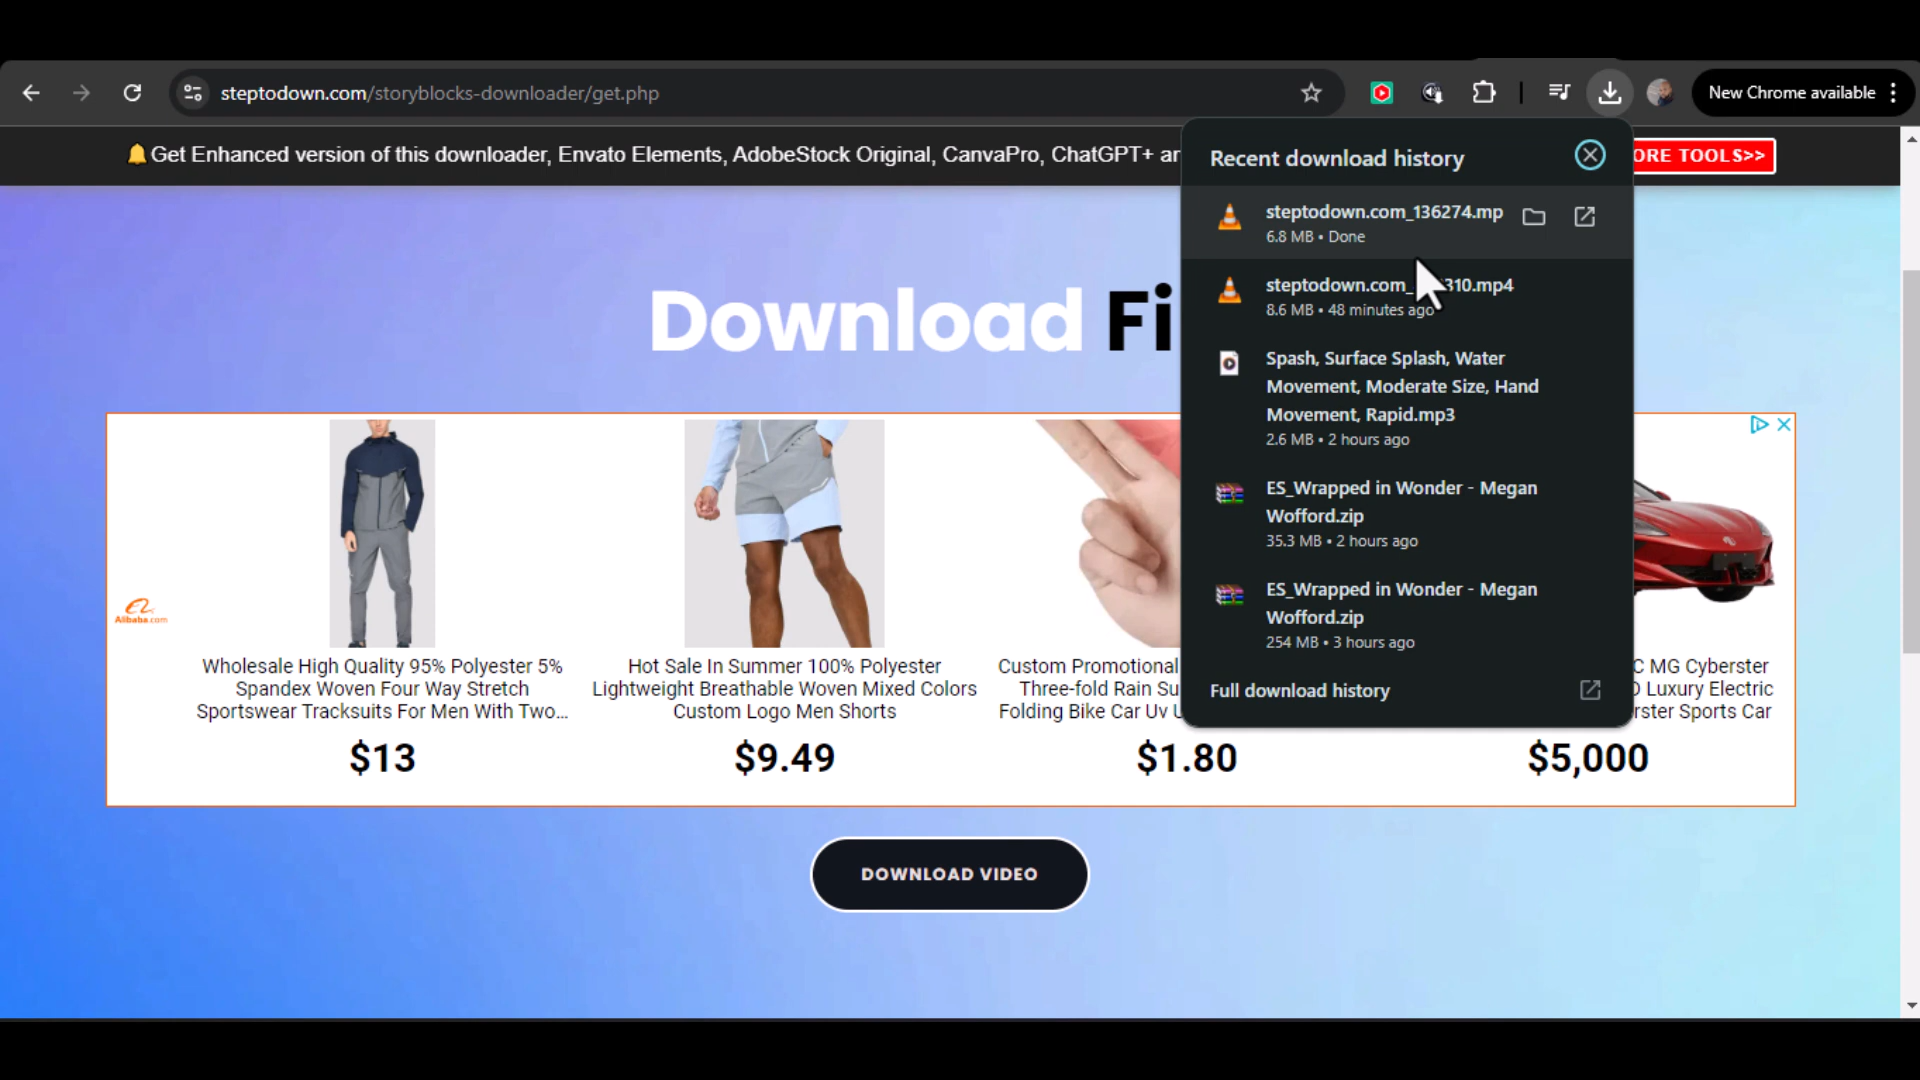 steptodown.com/storyblocks-downloader/get.php
New Chrome available
🔔Get Enhanced version of this downloader, Envato Elements, AdobeStock Original, CanvaPro, ChatGPT+ ar
ORE TOOLS>>
Recent download history
steptodown.com_136274.mp
6.8 MB • Done
steptodown.com_ 310.mp4
8.6 MB • 48 minutes ago
Spash, Surface Splash, Water
Movement, Moderate Size, Hand
Movement, Rapid.mp3
2.6 MB • 2 hours ago
ES_Wrapped in Wonder - Megan
Wofford.zip
35.3 MB • 2 hours ago
ES_Wrapped in Wonder - Megan
Wofford.zip
254 MB • 3 hours ago
Full download history
Download Fi
Alibaba.com
Wholesale High Quality 95% Polyester 5%
Spandex Woven Four Way Stretch
Sportswear Tracksuits For Men With Two...
$13
Hot Sale In Summer 100% Polyester
Lightweight Breathable Woven Mixed Colors
Custom Logo Men Shorts
$9.49
Custom Promotional
Three-fold Rain Su
Folding Bike Car Uv U
$1.80
C MG Cyberster
Luxury Electric
rster Sports Car
$5,000
DOWNLOAD VIDEO